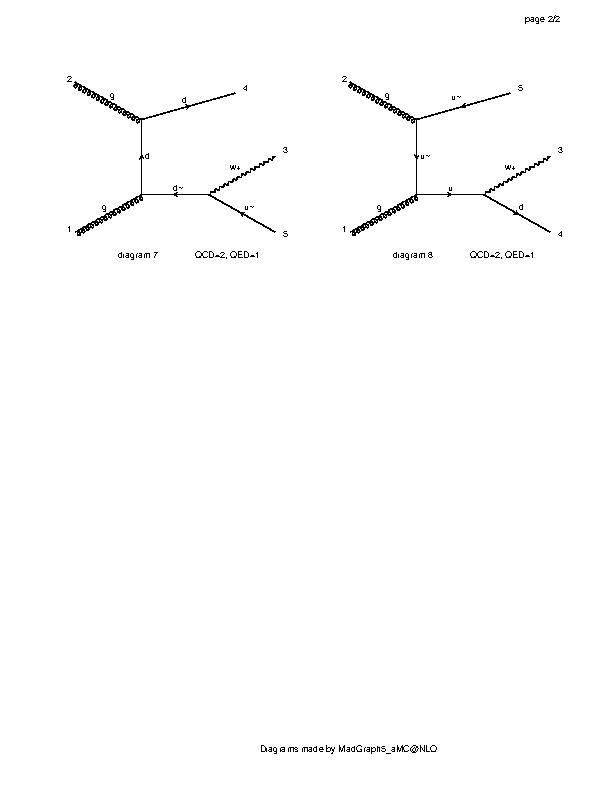 page 2/2
2
g
d
4
d
3
w+
d~
u~
g
1
5
diagram 7 QCD=2, QED=1
2
g
u~
5
u~
3
w+
u
d
g
1
4
diagram 8 QCD=2, QED=1
Diagrams made by MadGraph5_aMC@NLO